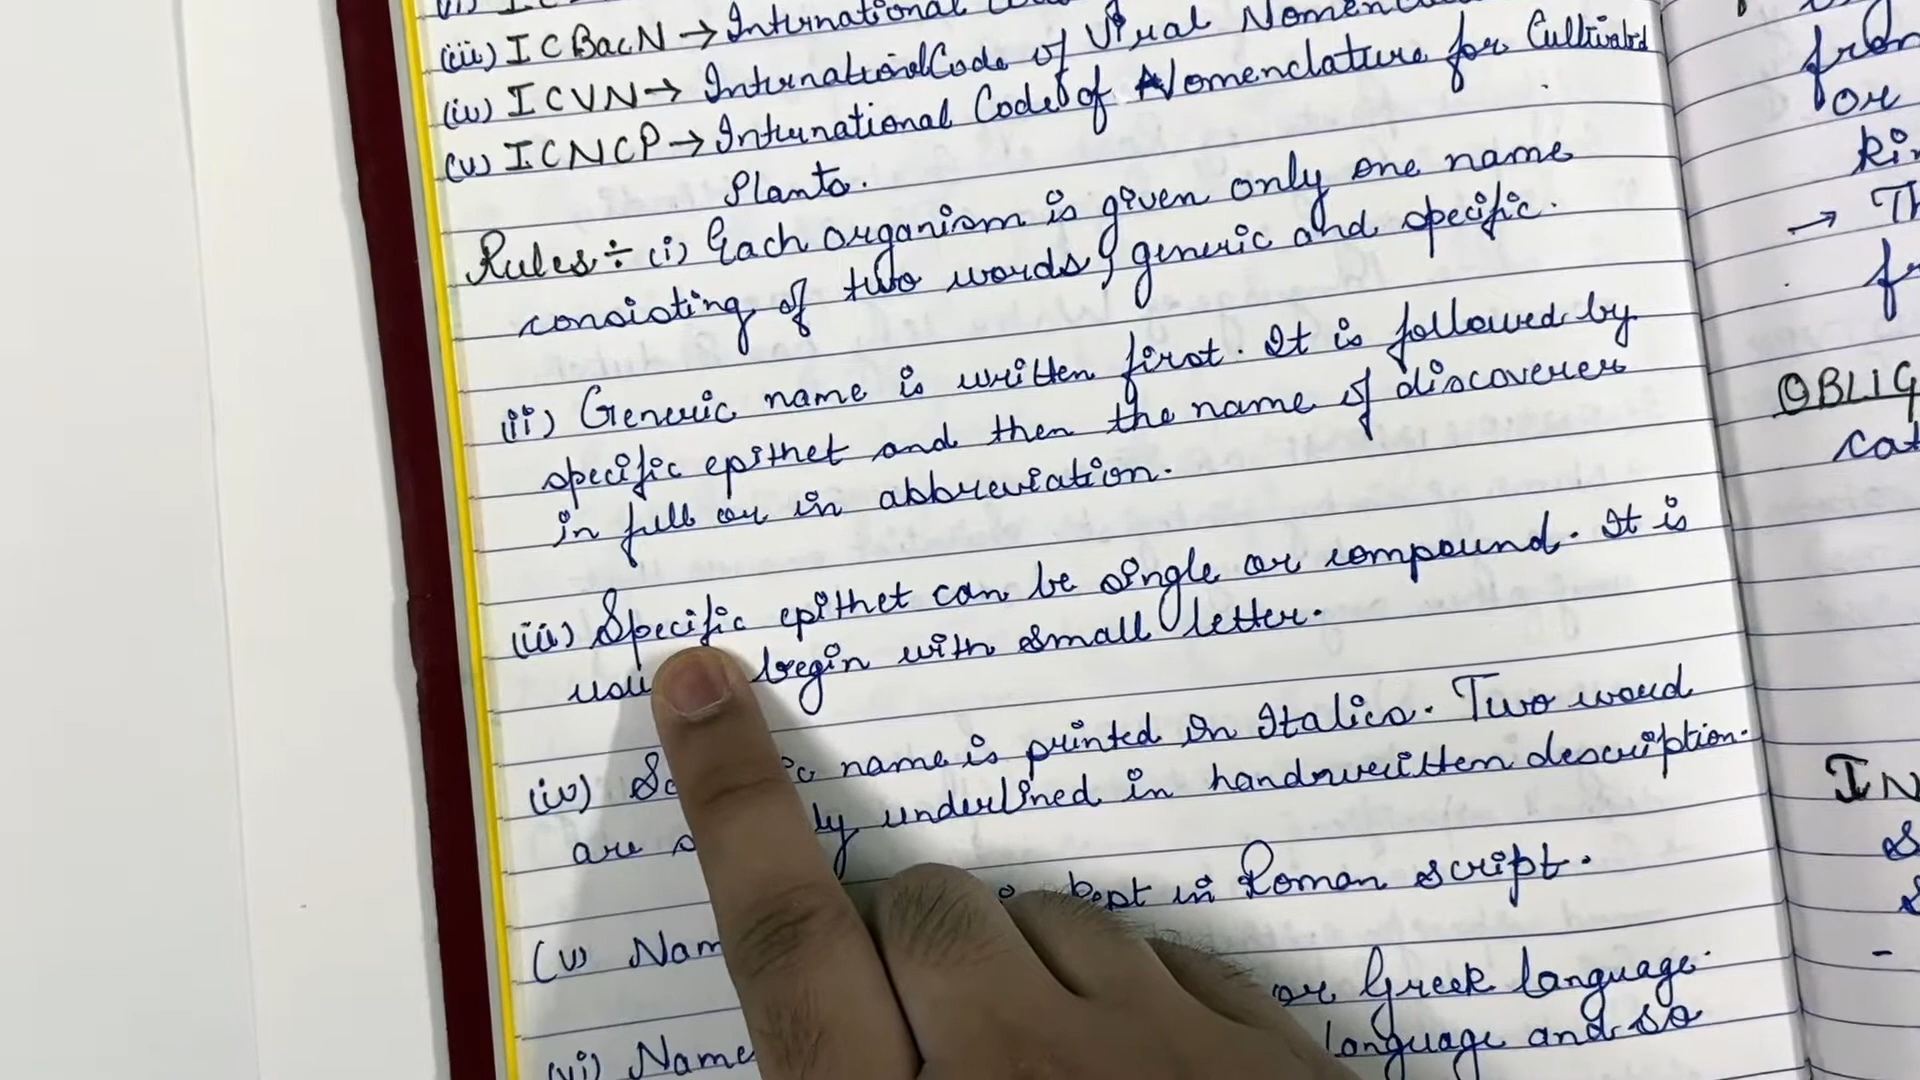 (iii) ICBacN → International
(iv) ICVN → International Code of Viral
(v) ICNCP → International Code of Nomenclature for Cultivated
Plants.
Rules ÷ (i) Each organism is given only one name
consisting of two words, generic and specific.
(ii) Generic name is written first. It is followed by
specific epithet and then the name of discoverer
in full or in abbreviation.
(iii) Specific epithet can be single or compound. It is
begin with small letter.
(iv) name is printed in Italics. Two word
are underlined in handwritten description.
kept in Roman script.
(v) or Greek language.
(vi) Name language and so
from
or
→
OBLIG